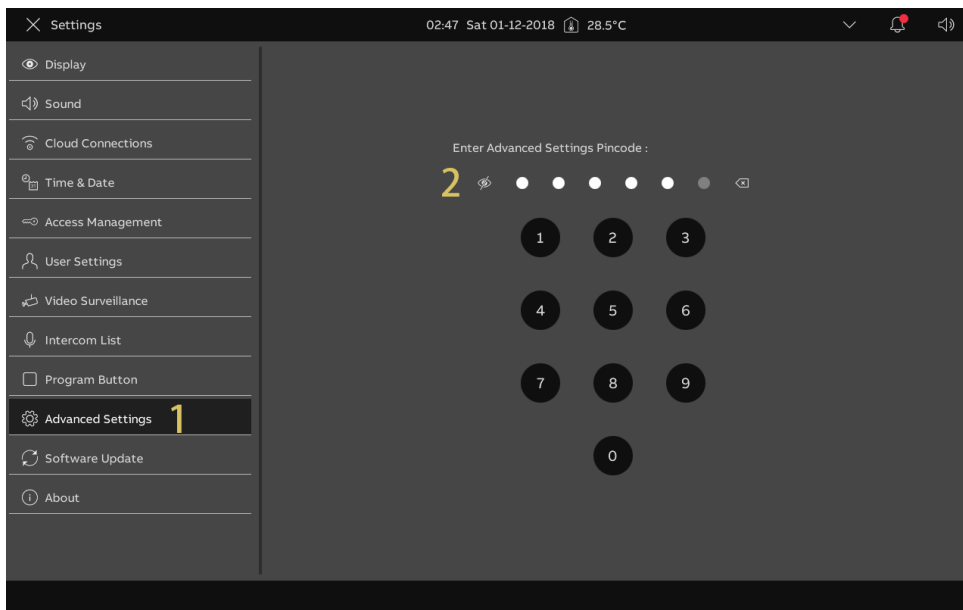 Settings
02:47 Sat 01-12-2018 28.5°C
Display
Sound
Cloud Connections
Time & Date
Access Management
User Settings
Video Surveillance
Intercom List
Program Button
Advanced Settings 1
Software Update
About
Enter Advanced Settings Pincode :
2
1 2 3
4 5 6
7 8 9
0